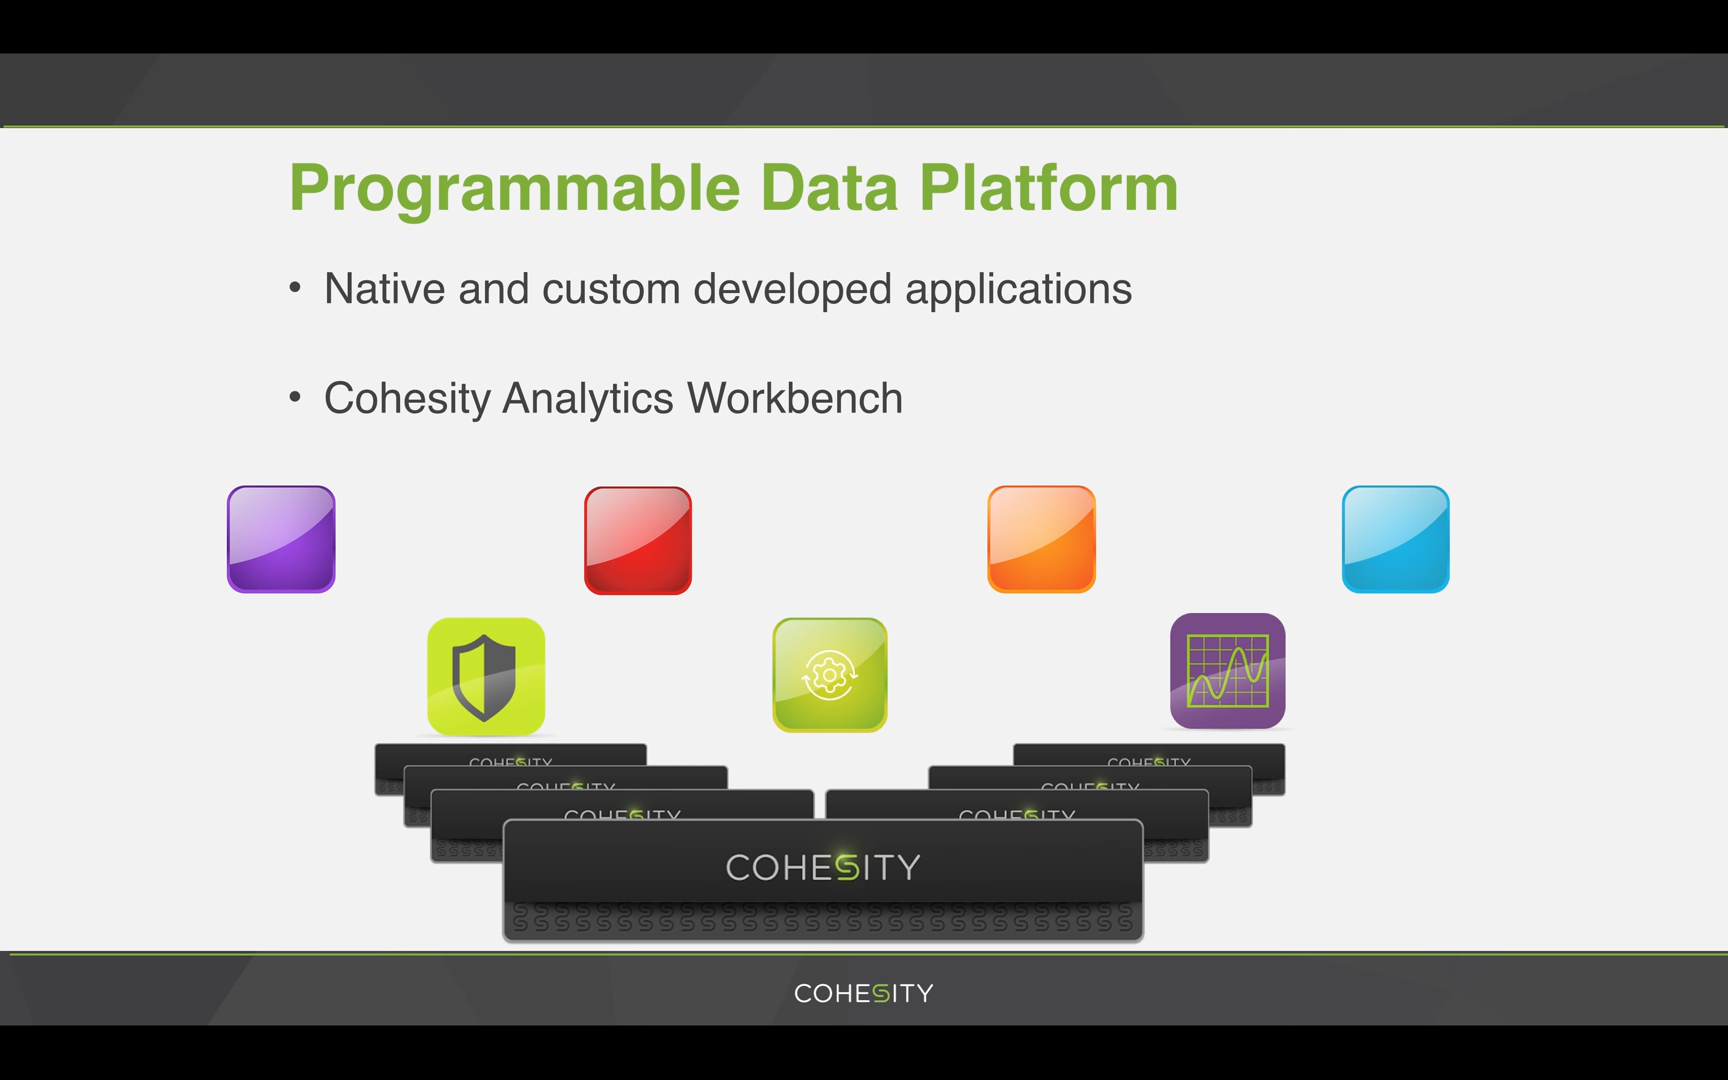 Programmable Data Platform
• Native and custom developed applications
• Cohesity Analytics Workbench
COHESITY
COHESITY
COHESITY
COHESITY
COHESITY
COHESITY
COHESITY
COHESITY